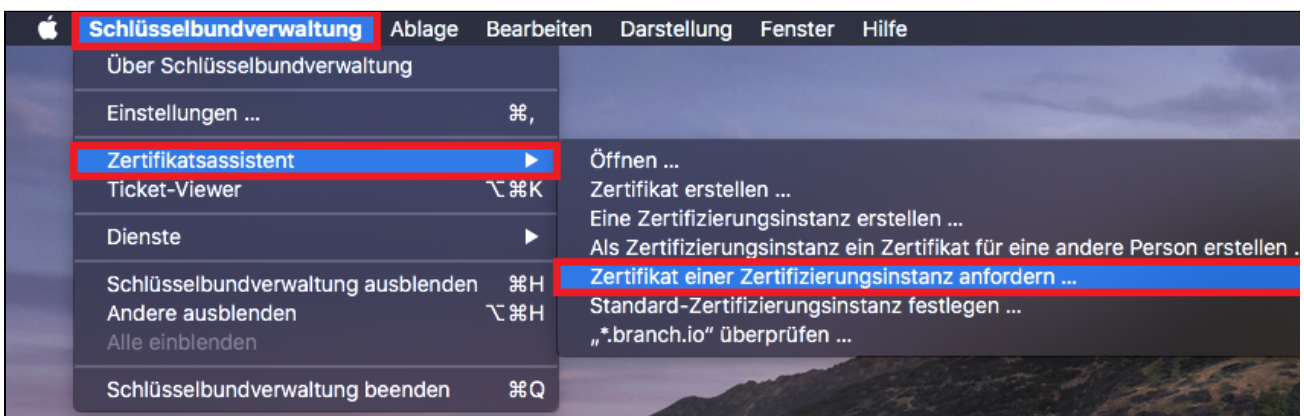 Schlüsselbundverwaltung Ablage Bearbeiten Darstellung Fenster Hilfe
Über Schlüsselbundverwaltung
Einstellungen ... ⌘,
Zertifikatsassistent ▶
Ticket-Viewer ⌥⌘K
Dienste ▶
Schlüsselbundverwaltung ausblenden ⌘H
Andere ausblenden ⌥⌘H
Alle einblenden
Schlüsselbundverwaltung beenden ⌘Q
Öffnen ...
Zertifikat erstellen ...
Eine Zertifizierungsinstanz erstellen ...
Als Zertifizierungsinstanz ein Zertifikat für eine andere Person erstellen .
Zertifikat einer Zertifizierungsinstanz anfordern ...
Standard-Zertifizierungsinstanz festlegen ...
„*.branch.io“ überprüfen ...